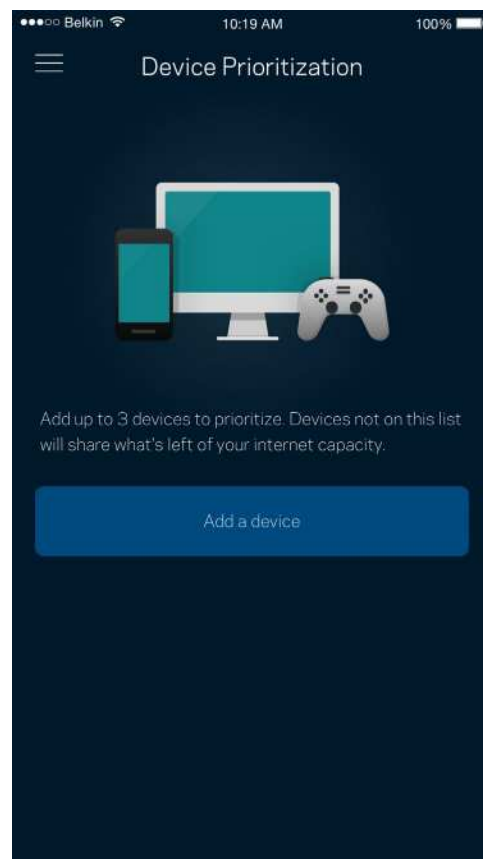 Belkin 10:19 AM 100%
Device Prioritization
Add up to 3 devices to prioritize. Devices not on this list
will share what's left of your internet capacity.
Add a device